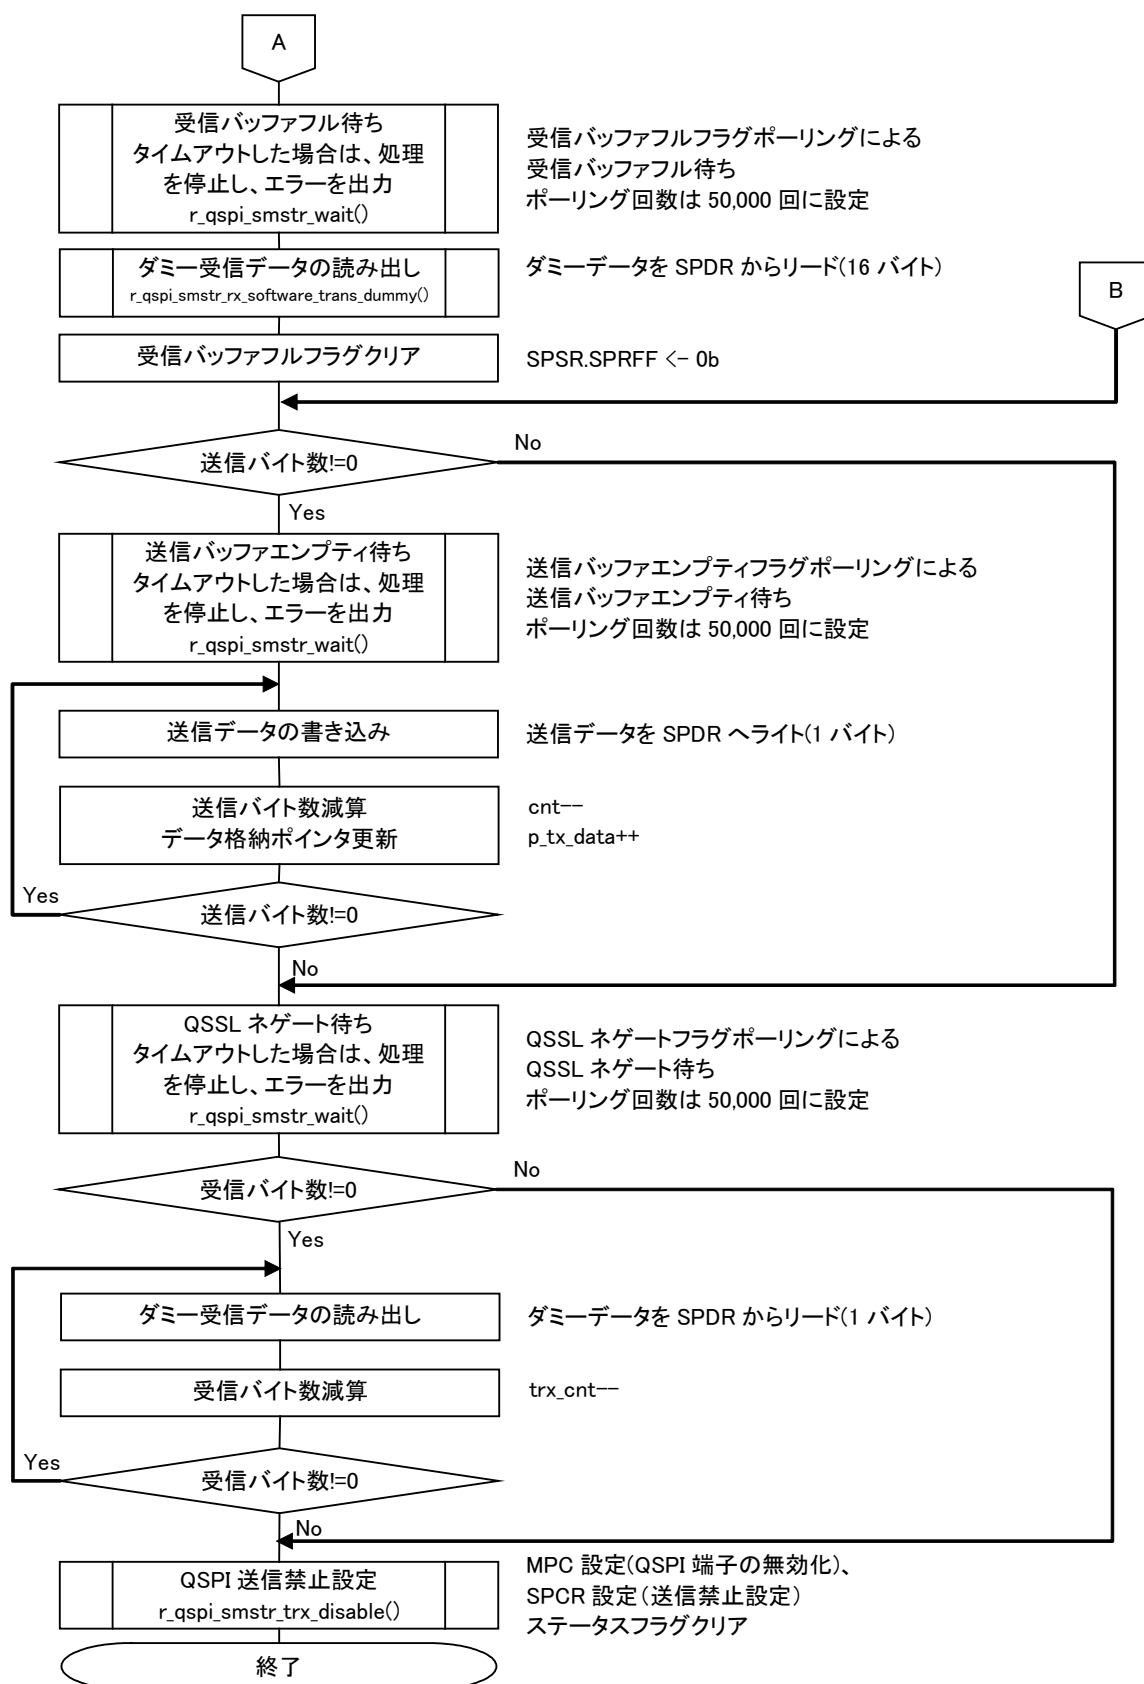 A
受信バッファフル待ち
タイムアウトした場合は、処理
を停止し、エラーを出力
r_qspi_smstr_wait()
受信バッファフルフラグポーリングによる
受信バッファフル待ち
ポーリング回数は 50,000 回に設定
ダミー受信データの読み出し
r_qspi_smstr_rx_software_trans_dummy()
ダミーデータを SPDR からリード(16 バイト)
B
受信バッファフルフラグクリア
SPSR.SPRFF <- 0b
送信バイト数!=0
No
Yes
送信バッファエンプティ待ち
タイムアウトした場合は、処理
を停止し、エラーを出力
r_qspi_smstr_wait()
送信バッファエンプティフラグポーリングによる
送信バッファエンプティ待ち
ポーリング回数は 50,000 回に設定
送信データの書き込み
送信データを SPDR へライト(1 バイト)
送信バイト数減算
データ格納ポインタ更新
cnt--
p_tx_data++
Yes
送信バイト数!=0
No
QSSL ネゲート待ち
タイムアウトした場合は、処理
を停止し、エラーを出力
r_qspi_smstr_wait()
QSSL ネゲートフラグポーリングによる
QSSL ネゲート待ち
ポーリング回数は 50,000 回に設定
受信バイト数!=0
No
Yes
ダミー受信データの読み出し
ダミーデータを SPDR からリード(1 バイト)
受信バイト数減算
trx_cnt--
Yes
受信バイト数!=0
No
QSPI 送信禁止設定
r_qspi_smstr_trx_disable()
MPC 設定(QSPI 端子の無効化)、
SPCR 設定(送信禁止設定)
ステータスフラグクリア
終了